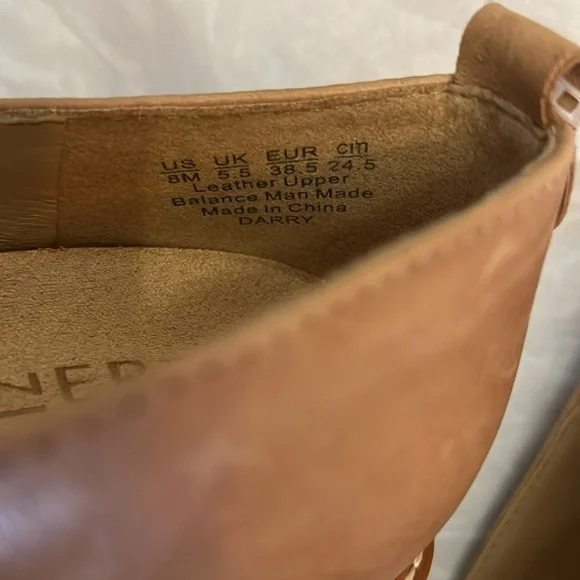 US UK EUR cm
8M 5.5 38.5 24.5
Leather Upper
Balance Man Made
Made in China
DARRY